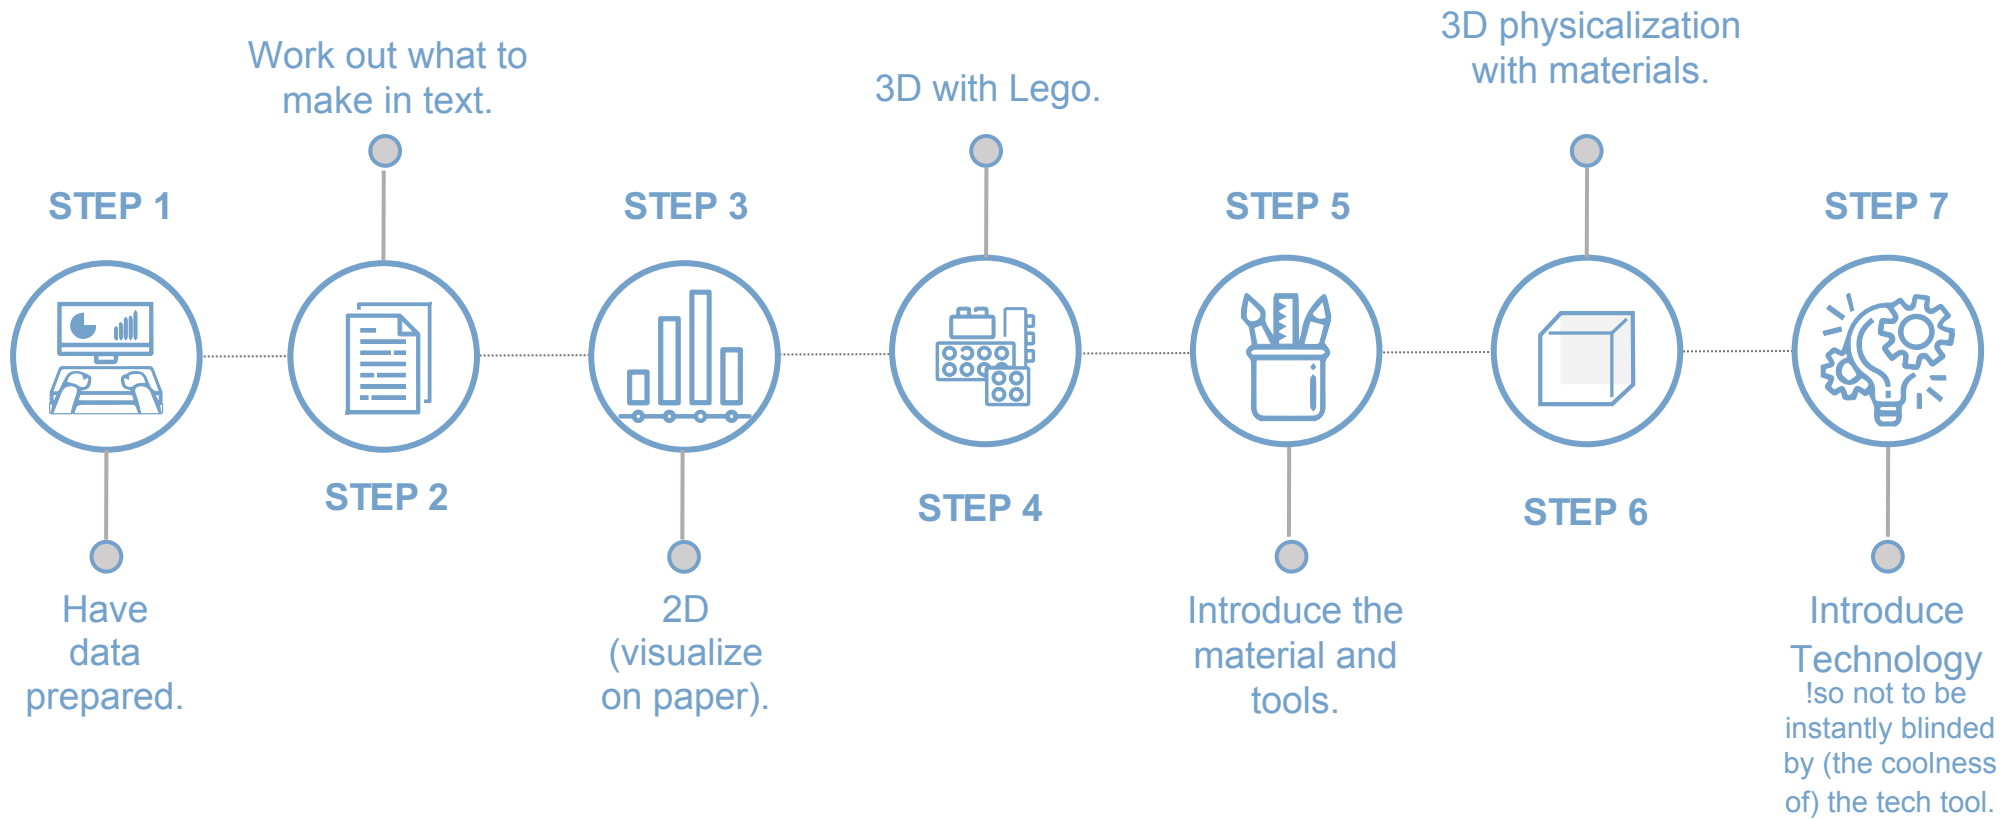 STEP 1
Have
data
prepared.
Work out what to
make in text.
STEP 2
STEP 3
2D
(visualize
on paper).
3D with Lego.
STEP 4
STEP 5
Introduce the
material and
tools.
3D physicalization
with materials.
STEP 6
STEP 7
Introduce
Technology
!so not to be
instantly blinded
by (the coolness
of) the tech tool.